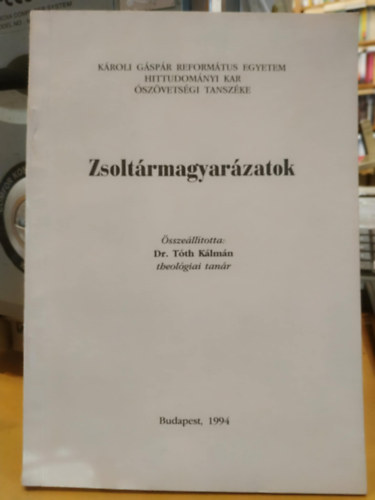 KÁROLI GÁSPÁR REFORMÁTUS EGYETEM
HITTUDOMÁNYI KAR
ÓSZÖVETSÉGI TANSZÉKE
Zsoltármagyarázatok
Összeállította:
Dr. Tóth Kálmán
theológiai tanár
Budapest, 1994